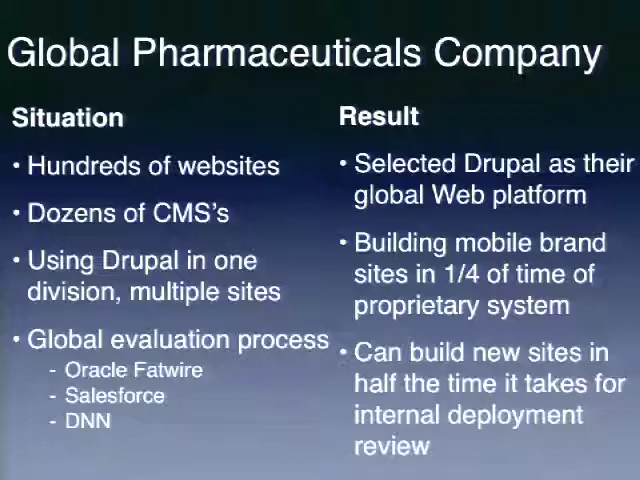 Global Pharmaceuticals Company
Situation
• Hundreds of websites
• Dozens of CMS's
• Using Drupal in one
division, multiple sites
• Global evaluation process
- Oracle Fatwire
- Salesforce
- DNN
Result
• Selected Drupal as their
global Web platform
• Building mobile brand
sites in 1/4 of time of
proprietary system
• Can build new sites in
half the time it takes for
internal deployment
review